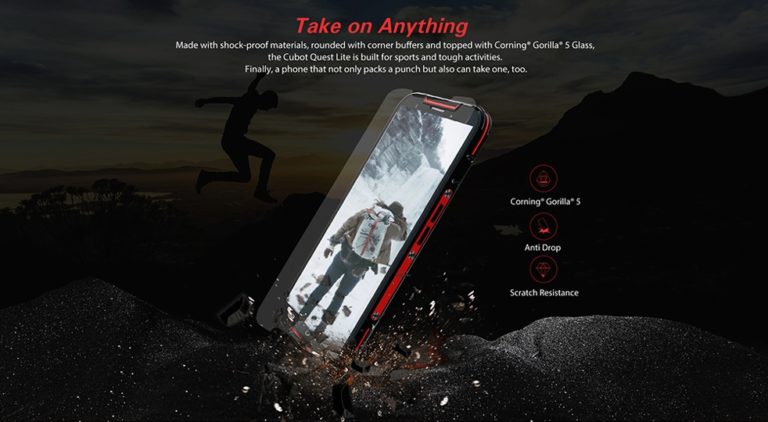 Take on Anything
Made with shock-proof materials, rounded with corner buffers and topped with Corning® Gorilla® 5 Glass,
the Cubot Quest Lite is built for sports and tough activities.
Finally, a phone that not only packs a punch but also can take one, too.
Corning® Gorilla® 5
Anti Drop
Scratch Resistance